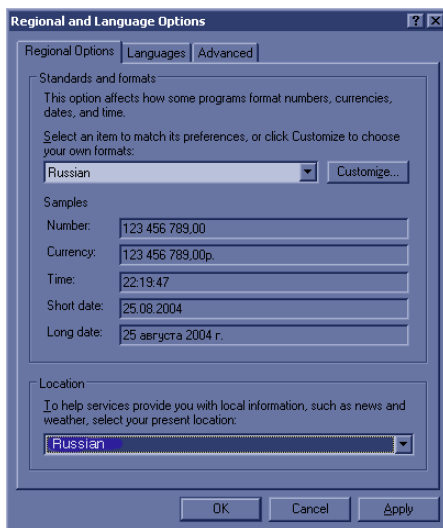 Regional and Language Options
Regional Options Languages Advanced
Standards and formats
This option affects how some programs format numbers, currencies,
dates, and time.
Select an item to match its preferences, or click Customize to choose
your own formats:
Russian Customize...
Samples
Number: 123 456 789,00
Currency: 123 456 789,00р.
Time: 22:19:47
Short date: 25.08.2004
Long date: 25 августа 2004 г.
Location
To help services provide you with local information, such as news and
weather, select your present location:
Russian
OK Cancel Apply